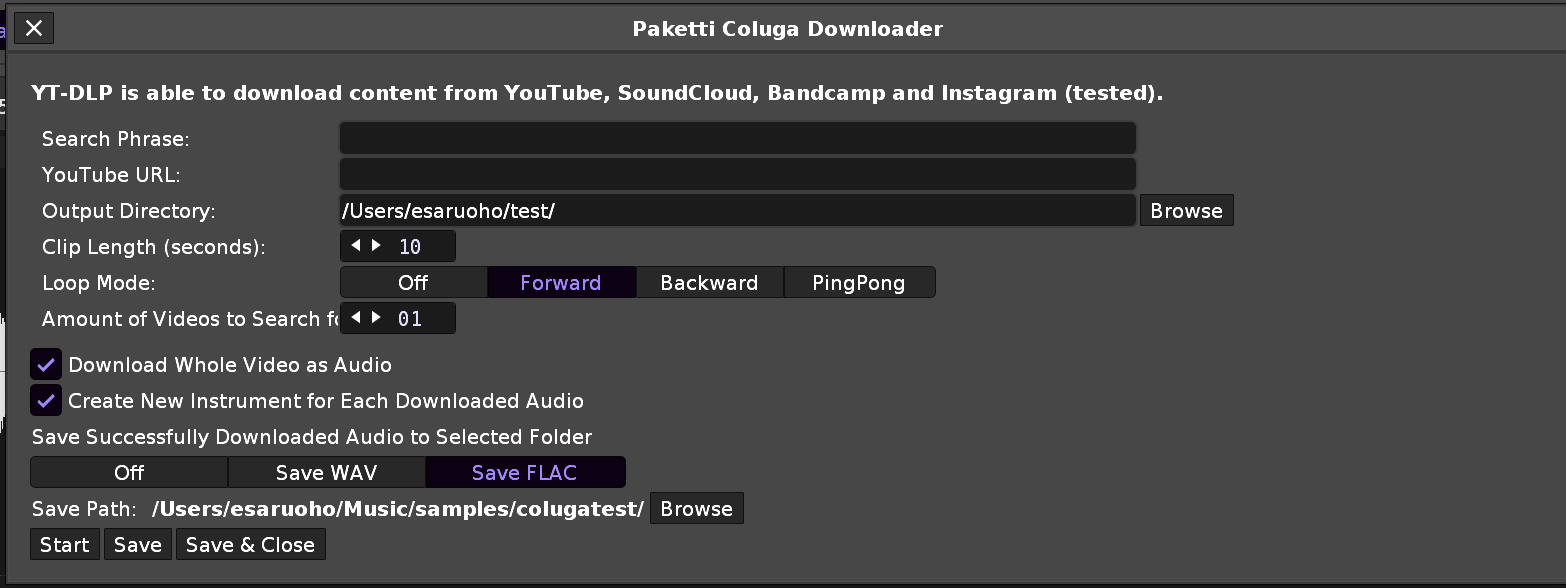 Paketti Coluga Downloader
YT-DLP is able to download content from YouTube, SoundCloud, Bandcamp and Instagram (tested).
Search Phrase:
YouTube URL:
Output Directory: /Users/esaruoho/test/ Browse
Clip Length (seconds): 10
Loop Mode: Off Forward Backward PingPong
Amount of Videos to Search 01
Download Whole Video as Audio
Create New Instrument for Each Downloaded Audio
Save Successfully Downloaded Audio to Selected Folder
Off Save WAV Save FLAC
Save Path: /Users/esaruoho/Music/samples/colugatest/ Browse
Start Save Save & Close